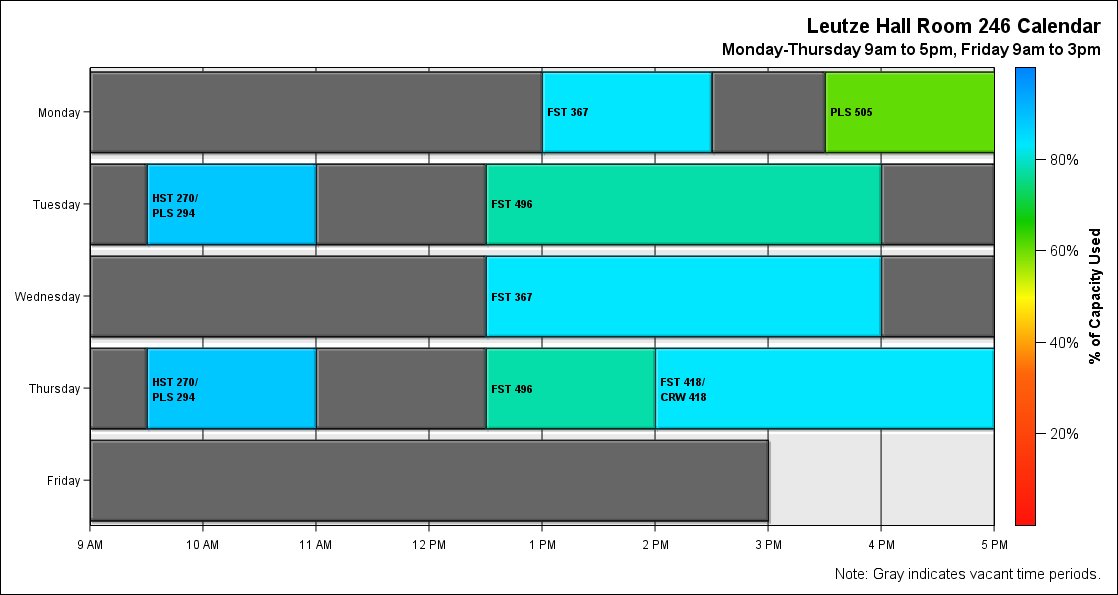 Leutze Hall Room 246 Calendar
Monday-Thursday 9am to 5pm, Friday 9am to 3pm
Monday
FST 367
PLS 505
Tuesday
HST 270/
PLS 294
FST 496
Wednesday
FST 367
Thursday
HST 270/
PLS 294
FST 496
FST 418/
CRW 418
Friday
9 AM
10 AM
11 AM
12 PM
1 PM
2 PM
3 PM
4 PM
5 PM
80%
60%
40%
20%
% of Capacity Used
Note: Gray indicates vacant time periods.